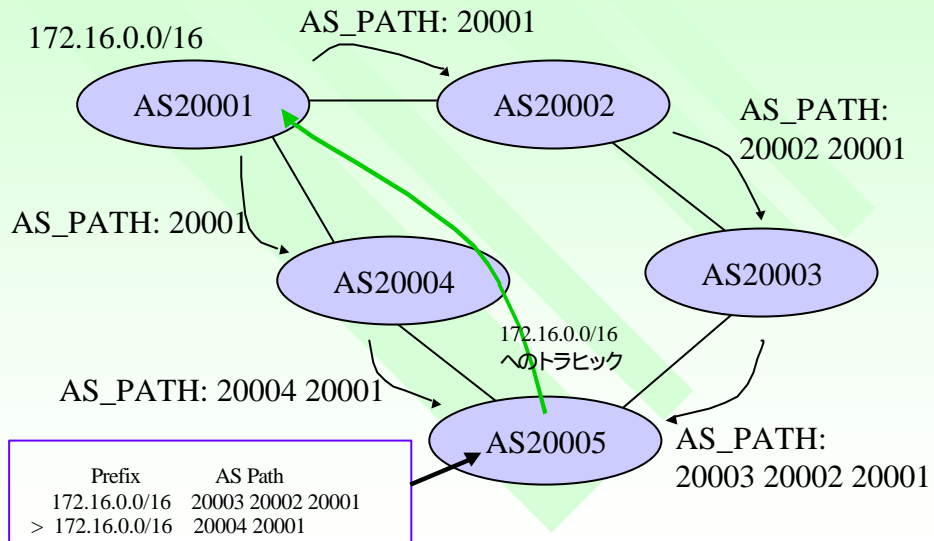 AS_PATH: 20001
172.16.0.0/16
AS20001
AS20002
AS_PATH:
20002 20001
AS_PATH: 20001
AS20004
AS20003
172.16.0.0/16
へのトラヒック
AS_PATH: 20004 20001
AS20005
AS_PATH:
20003 20002 20001
Prefix AS Path
172.16.0.0/16 20003 20002 20001
> 172.16.0.0/16 20004 20001